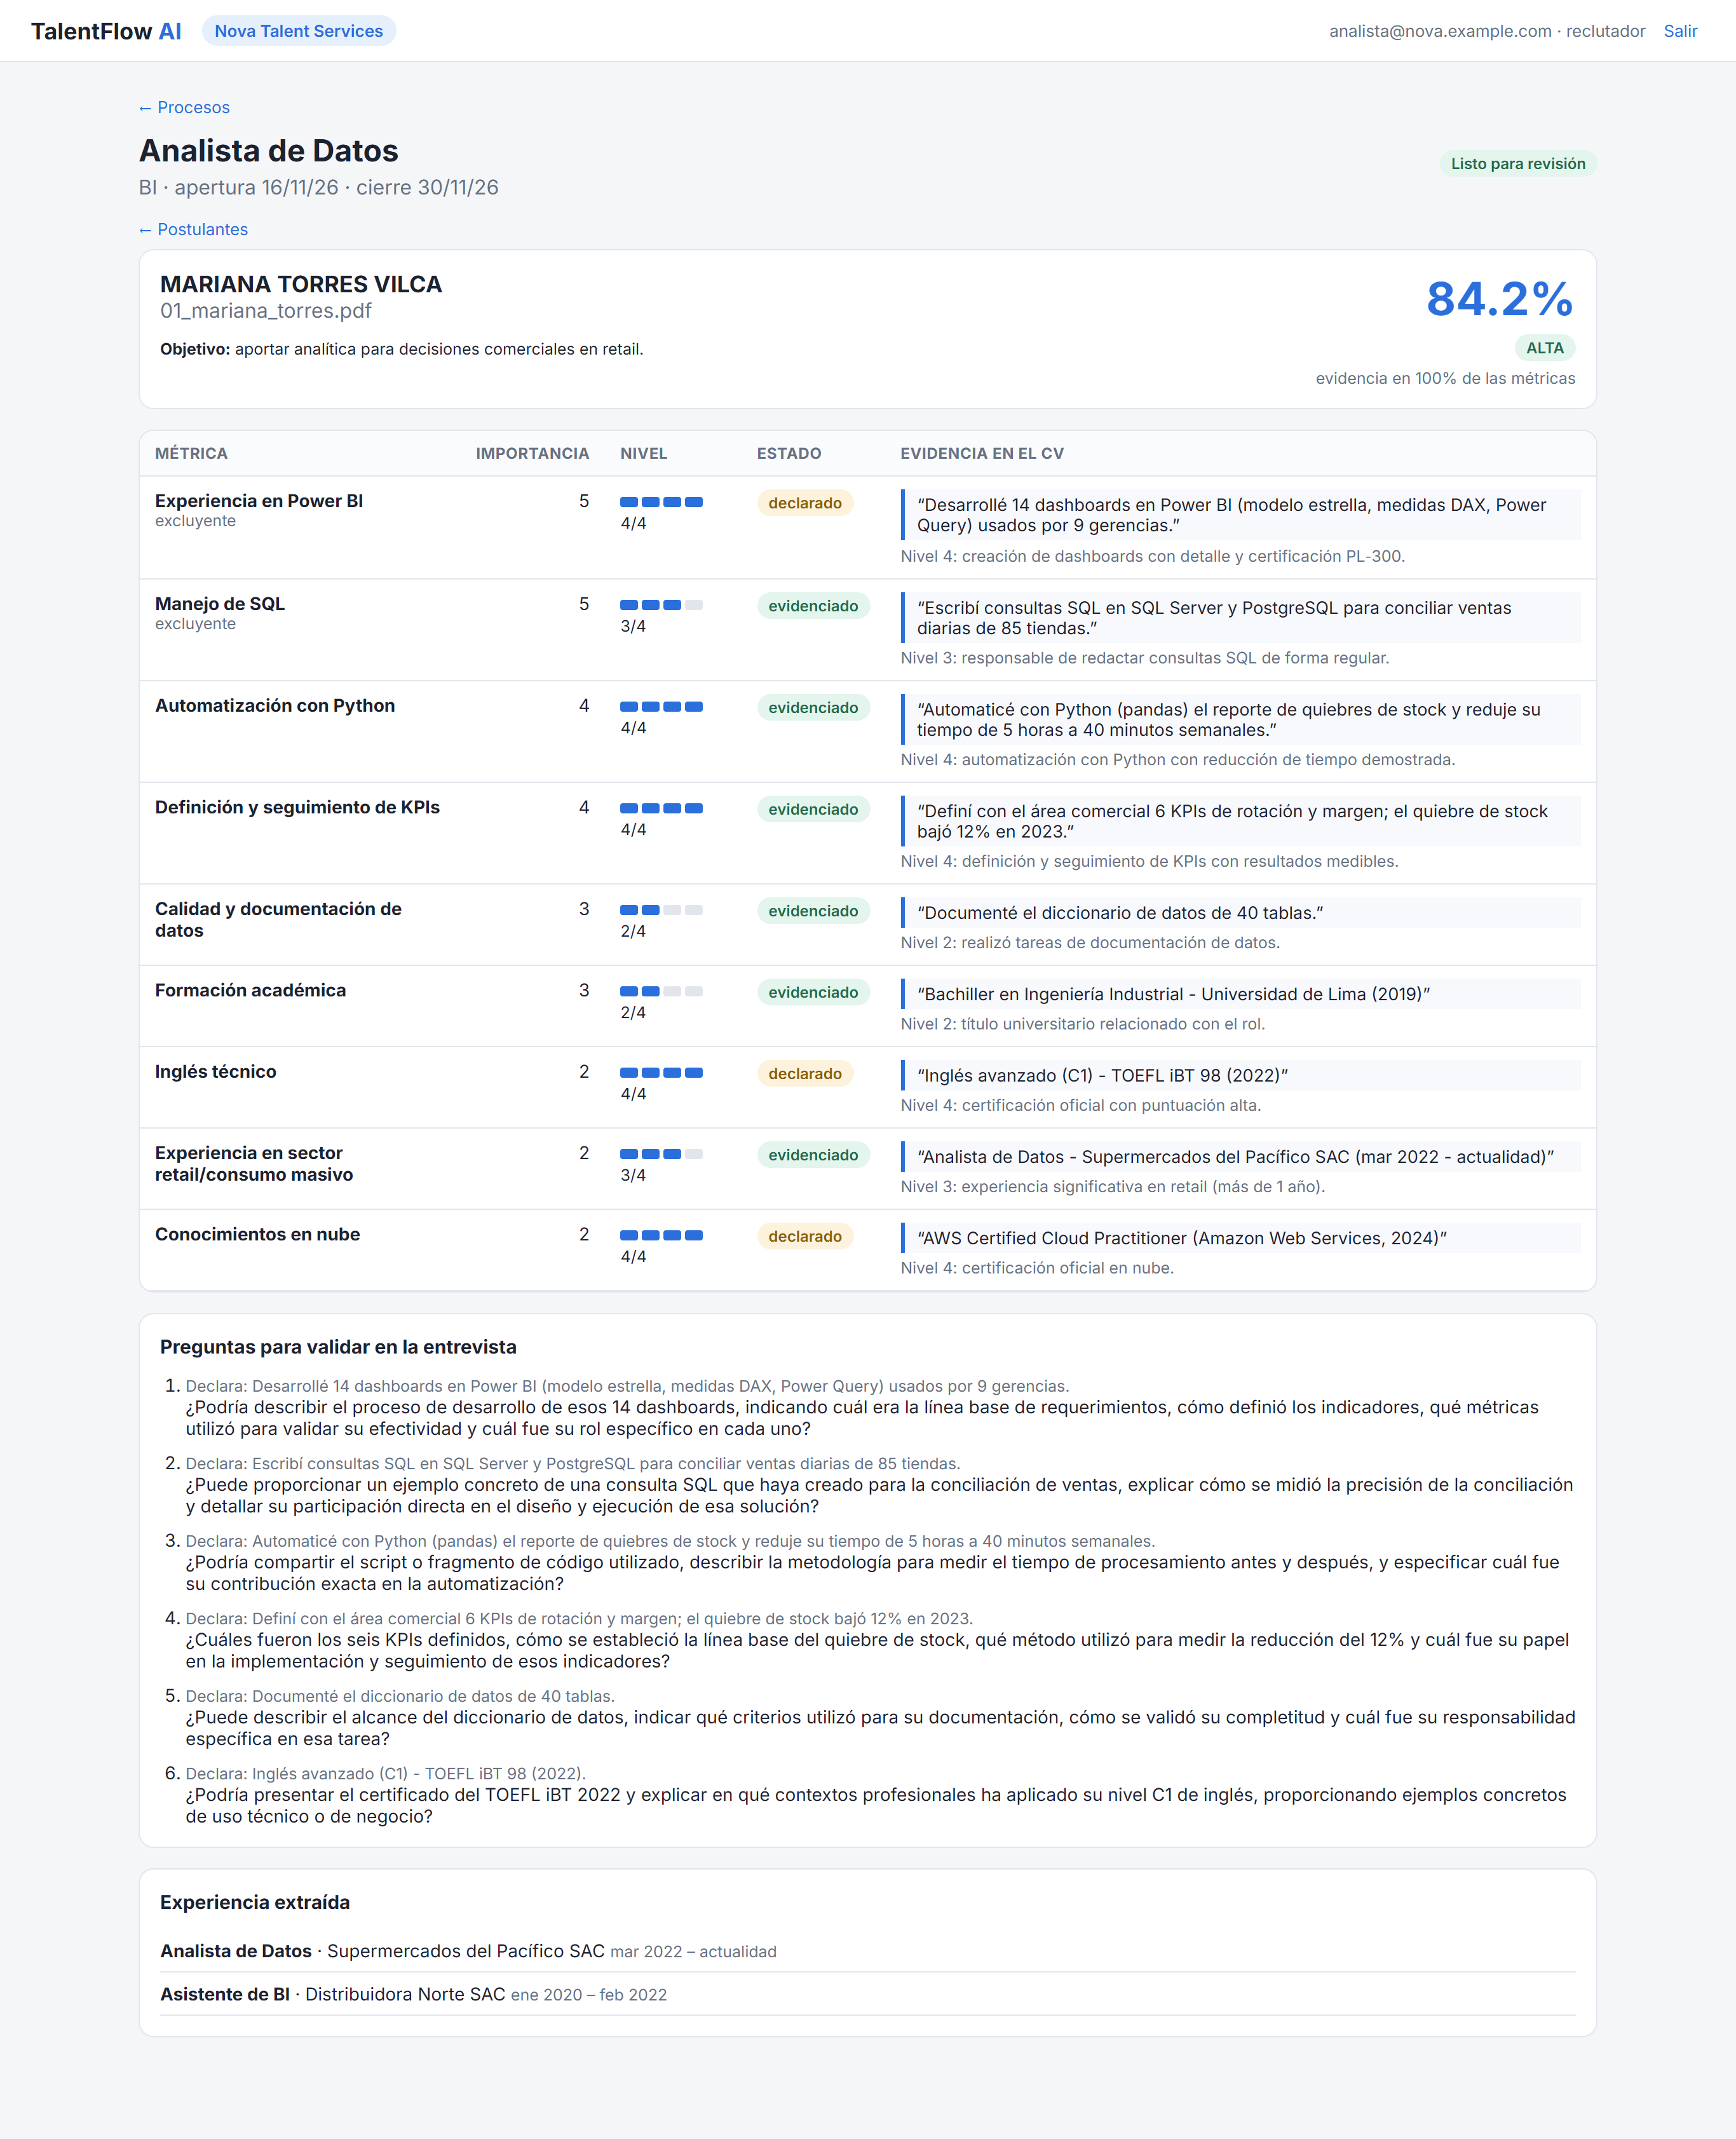 TalentFlow AI
Nova Talent Services
analista@nova.example.com · reclutador
Salir
← Procesos
Analista de Datos
BI · apertura 16/11/26 · cierre 30/11/26
Listo para revisión
← Postulantes
MARIANA TORRES VILCA
01_mariana_torres.pdf
Objetivo: aportar analítica para decisiones comerciales en retail.
84.2%
ALTA
evidencia en 100% de las métricas
MÉTRICA
IMPORTANCIA
NIVEL
ESTADO
EVIDENCIA EN EL CV
Experiencia en Power BI
excluyente
5
4/4
declarado
“Desarrollé 14 dashboards en Power BI (modelo estrella, medidas DAX, Power
Query) usados por 9 gerencias.”
Nivel 4: creación de dashboards con detalle y certificación PL-300.
Manejo de SQL
excluyente
5
3/4
evidenciado
“Escribí consultas SQL en SQL Server y PostgreSQL para conciliar ventas
diarias de 85 tiendas.”
Nivel 3: responsable de redactar consultas SQL de forma regular.
Automatización con Python
4
4/4
evidenciado
“Automaticé con Python (pandas) el reporte de quiebres de stock y reduje su
tiempo de 5 horas a 40 minutos semanales.”
Nivel 4: automatización con Python con reducción de tiempo demostrada.
Definición y seguimiento de KPIs
4
4/4
evidenciado
“Definí con el área comercial 6 KPIs de rotación y margen; el quiebre de stock
bajó 12% en 2023.”
Nivel 4: definición y seguimiento de KPIs con resultados medibles.
Calidad y documentación de
datos
3
2/4
evidenciado
“Documenté el diccionario de datos de 40 tablas.”
Nivel 2: realizó tareas de documentación de datos.
Formación académica
3
2/4
evidenciado
“Bachiller en Ingeniería Industrial - Universidad de Lima (2019)”
Nivel 2: título universitario relacionado con el rol.
Inglés técnico
2
4/4
declarado
“Inglés avanzado (C1) - TOEFL iBT 98 (2022)”
Nivel 4: certificación oficial con puntuación alta.
Experiencia en sector
retail/consumo masivo
2
3/4
evidenciado
“Analista de Datos - Supermercados del Pacífico SAC (mar 2022 - actualidad)”
Nivel 3: experiencia significativa en retail (más de 1 año).
Conocimientos en nube
2
4/4
declarado
“AWS Certified Cloud Practitioner (Amazon Web Services, 2024)”
Nivel 4: certificación oficial en nube.
Preguntas para validar en la entrevista
1. Declara: Desarrollé 14 dashboards en Power BI (modelo estrella, medidas DAX, Power Query) usados por 9 gerencias.
¿Podría describir el proceso de desarrollo de esos 14 dashboards, indicando cuál era la línea base de requerimientos, cómo definió los indicadores, qué métricas
utilizó para validar su efectividad y cuál fue su rol específico en cada uno?
2. Declara: Escribí consultas SQL en SQL Server y PostgreSQL para conciliar ventas diarias de 85 tiendas.
¿Puede proporcionar un ejemplo concreto de una consulta SQL que haya creado para la conciliación de ventas, explicar cómo se midió la precisión de la conciliación
y detallar su participación directa en el diseño y ejecución de esa solución?
3. Declara: Automaticé con Python (pandas) el reporte de quiebres de stock y reduje su tiempo de 5 horas a 40 minutos semanales.
¿Podría compartir el script o fragmento de código utilizado, describir la metodología para medir el tiempo de procesamiento antes y después, y especificar cuál fue
su contribución exacta en la automatización?
4. Declara: Definí con el área comercial 6 KPIs de rotación y margen; el quiebre de stock bajó 12% en 2023.
¿Cuáles fueron los seis KPIs definidos, cómo se estableció la línea base del quiebre de stock, qué método utilizó para medir la reducción del 12% y cuál fue su papel
en la implementación y seguimiento de esos indicadores?
5. Declara: Documenté el diccionario de datos de 40 tablas.
¿Puede describir el alcance del diccionario de datos, indicar qué criterios utilizó para su documentación, cómo se validó su completitud y cuál fue su responsabilidad
específica en esa tarea?
6. Declara: Inglés avanzado (C1) - TOEFL iBT 98 (2022).
¿Podría presentar el certificado del TOEFL iBT 2022 y explicar en qué contextos profesionales ha aplicado su nivel C1 de inglés, proporcionando ejemplos concretos
de uso técnico o de negocio?
Experiencia extraída
Analista de Datos · Supermercados del Pacífico SAC mar 2022 – actualidad
Asistente de BI · Distribuidora Norte SAC ene 2020 – feb 2022